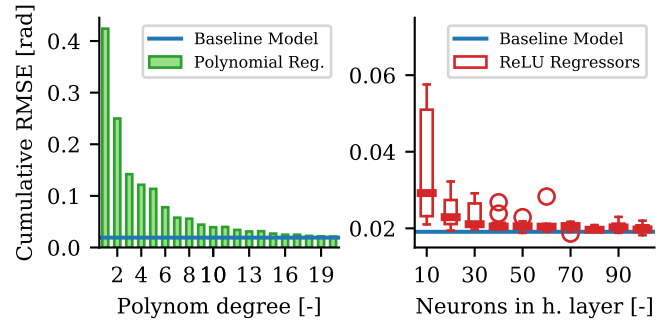 Cumulative RMSE [rad]
0.4
0.3
0.2
0.1
0.0
Baseline Model
Polynomial Reg.
2 4 6 8 10 13 16 19
Polynom degree [-]
0.06
0.04
0.02
Baseline Model
ReLU Regressors
10 30 50 70 90
Neurons in h. layer [-]